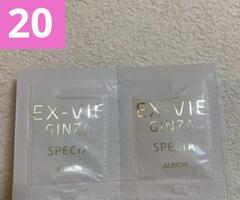 20
EX-VIE EX-VIE
GINZA GINZA
SPECIA SPECIA
ALBION ALBION